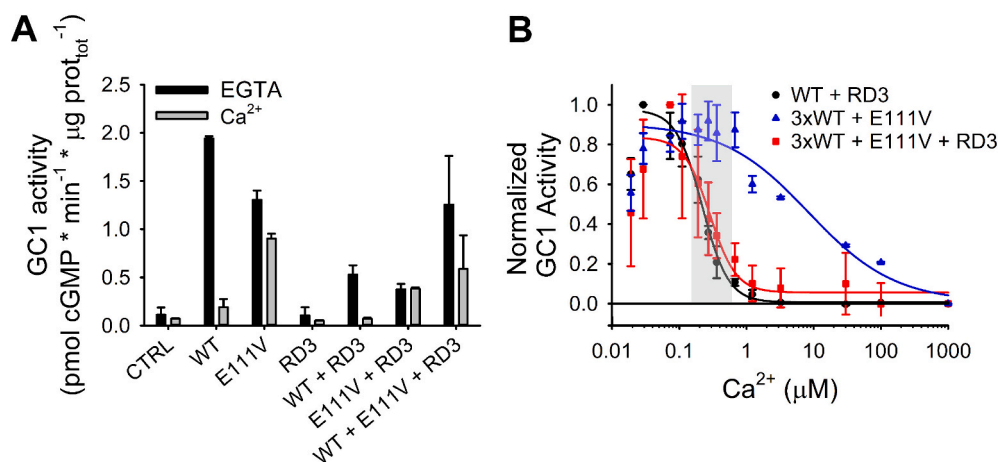 A
B
GC1 activity
(pmol cGMP * min⁻¹ * µg prot_tot⁻¹)
2.5
2.0
1.5
1.0
0.5
0.0
EGTA
Ca²⁺
CTRL
WT
E111V
RD3
WT + RD3
E111V + RD3
WT + E111V + RD3
Normalized
GC1 Activity
1.0
0.8
0.6
0.4
0.2
0.0
WT + RD3
3xWT + E111V
3xWT + E111V + RD3
0.01
0.1
1
10
100
1000
Ca²⁺ (µM)